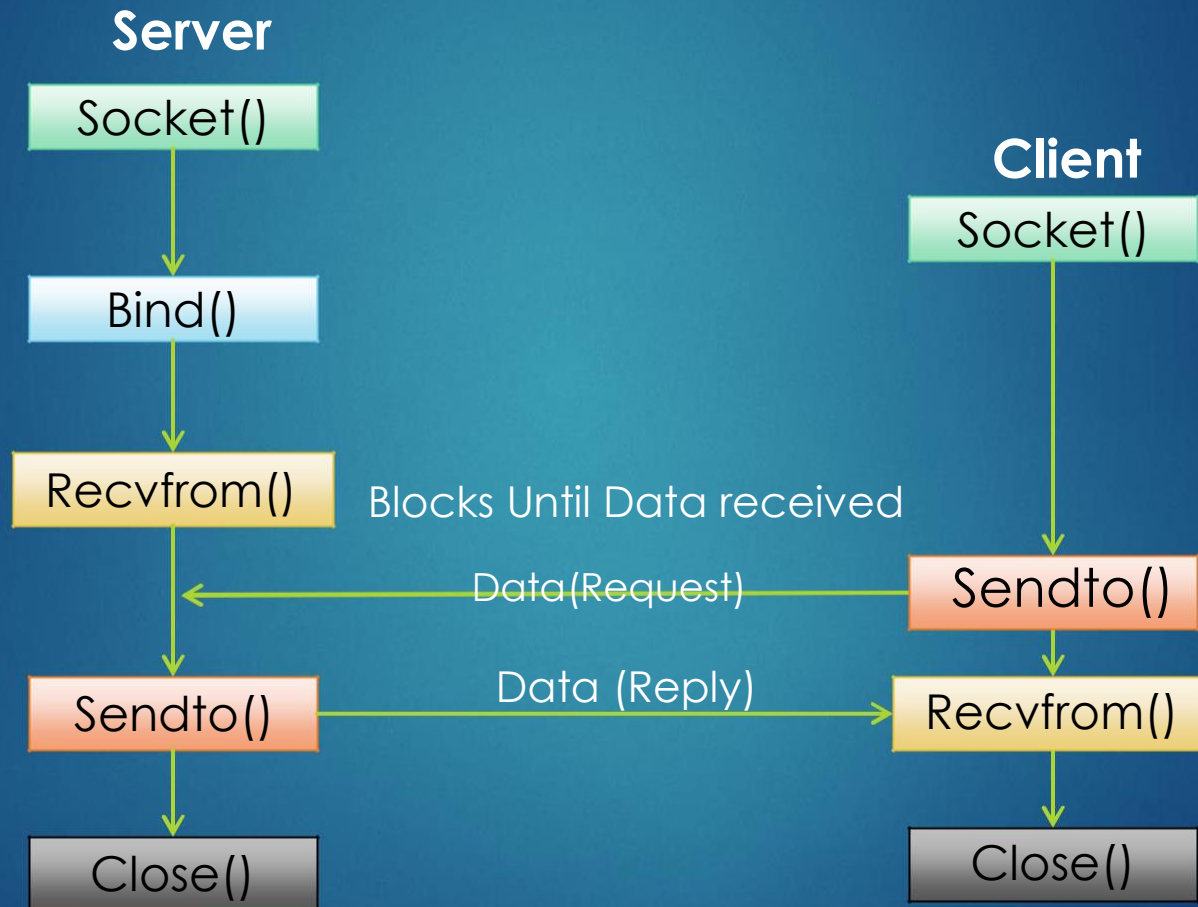 Server
Socket()
Client
Socket()
Bind()
Recvfrom()
Blocks Until Data received
Data(Request)
Sendto()
Data (Reply)
Sendto()
Recvfrom()
Close()
Close()